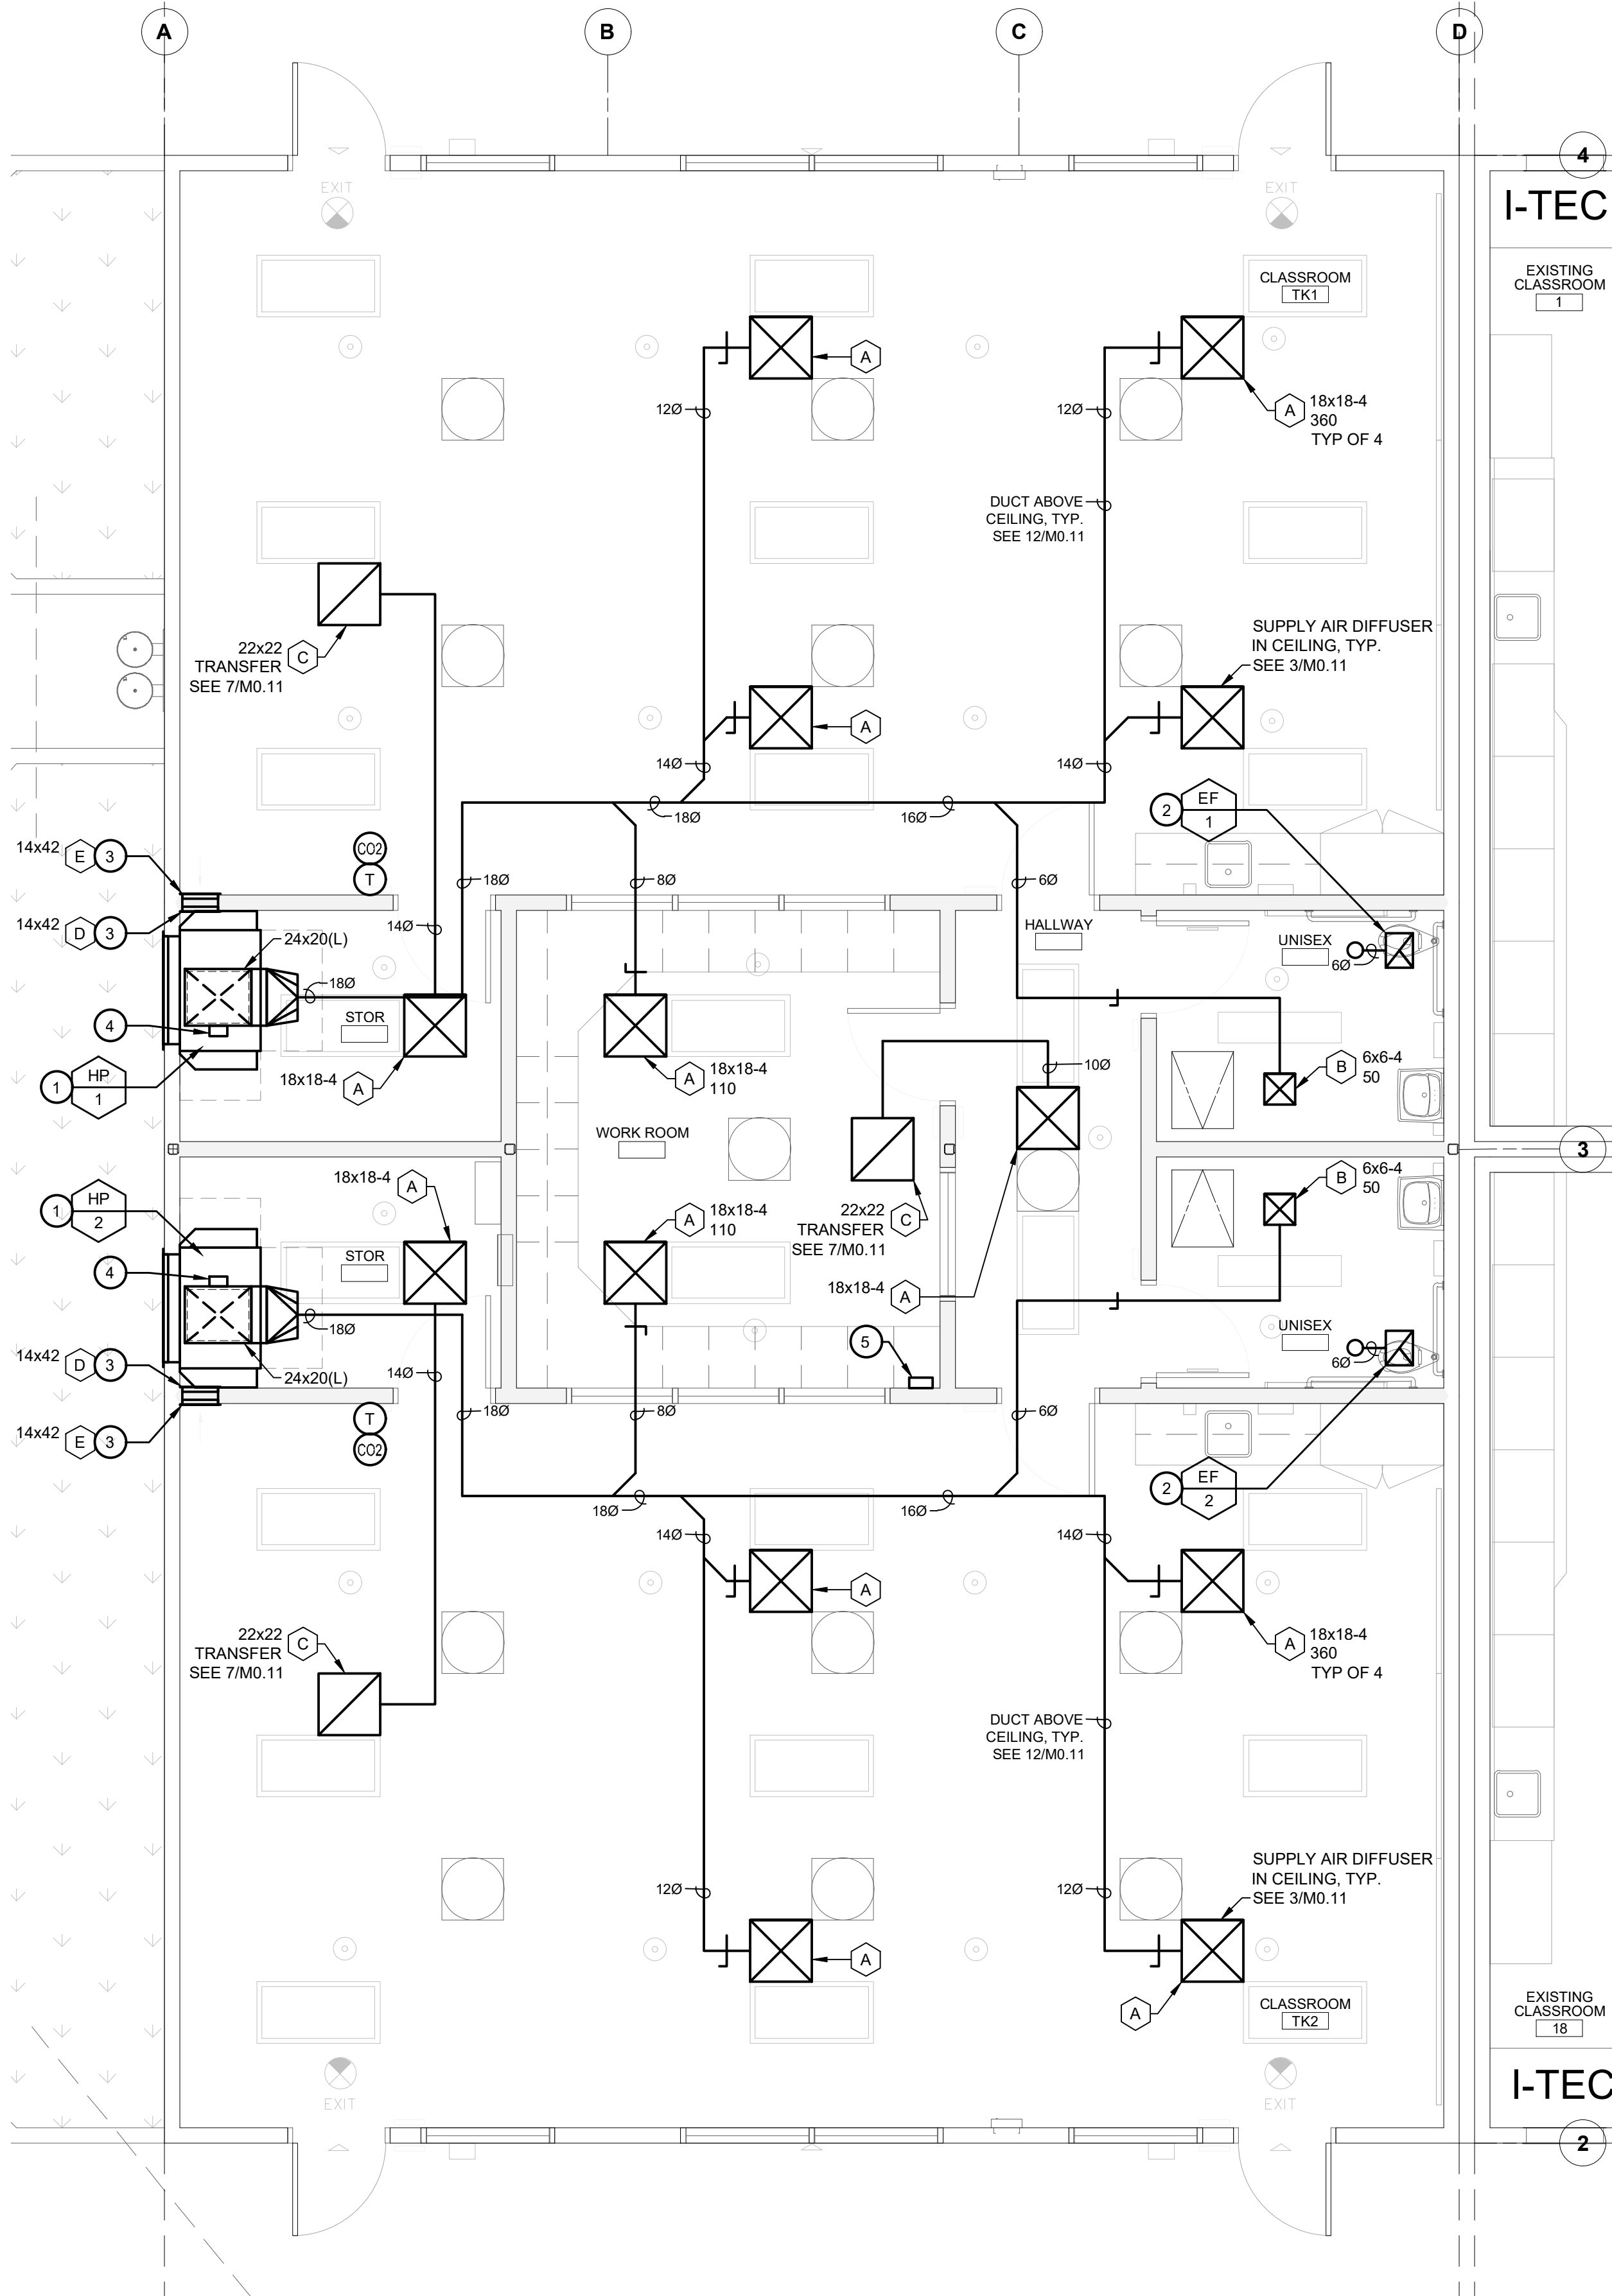 A
B
C
D
4
I-TEC
EXIT
EXIT
CLASSROOM
TK1
EXISTING
CLASSROOM
1
A
12Ø
12Ø
A
18x18-4
360
TYP OF 4
DUCT ABOVE
CEILING, TYP.
SEE 12/M0.11
22x22
TRANSFER
SEE 7/M0.11
C
SUPPLY AIR DIFFUSER
IN CEILING, TYP.
SEE 3/M0.11
A
14Ø
14Ø
18Ø
16Ø
2
EF
1
14x42
E
3
CO2
T
18Ø
8Ø
6Ø
14x42
D
3
14Ø
24x20(L)
HALLWAY
UNISEX
6Ø
18Ø
4
STOR
HP
1
1
18x18-4
A
A
18x18-4
110
10Ø
B
6x6-4
50
WORK ROOM
3
18x18-4
A
HP
2
1
A
18x18-4
110
22x22
TRANSFER
SEE 7/M0.11
C
B
6x6-4
50
4
STOR
18x18-4
A
18Ø
5
UNISEX
6Ø
14x42
D
3
24x20(L)
14Ø
14x42
E
3
T
CO2
18Ø
8Ø
6Ø
2
EF
2
18Ø
16Ø
14Ø
14Ø
A
22x22
TRANSFER
SEE 7/M0.11
C
A
18x18-4
360
TYP OF 4
DUCT ABOVE
CEILING, TYP.
SEE 12/M0.11
SUPPLY AIR DIFFUSER
IN CEILING, TYP.
SEE 3/M0.11
12Ø
12Ø
A
A
CLASSROOM
TK2
EXISTING
CLASSROOM
18
EXIT
EXIT
I-TEC
2